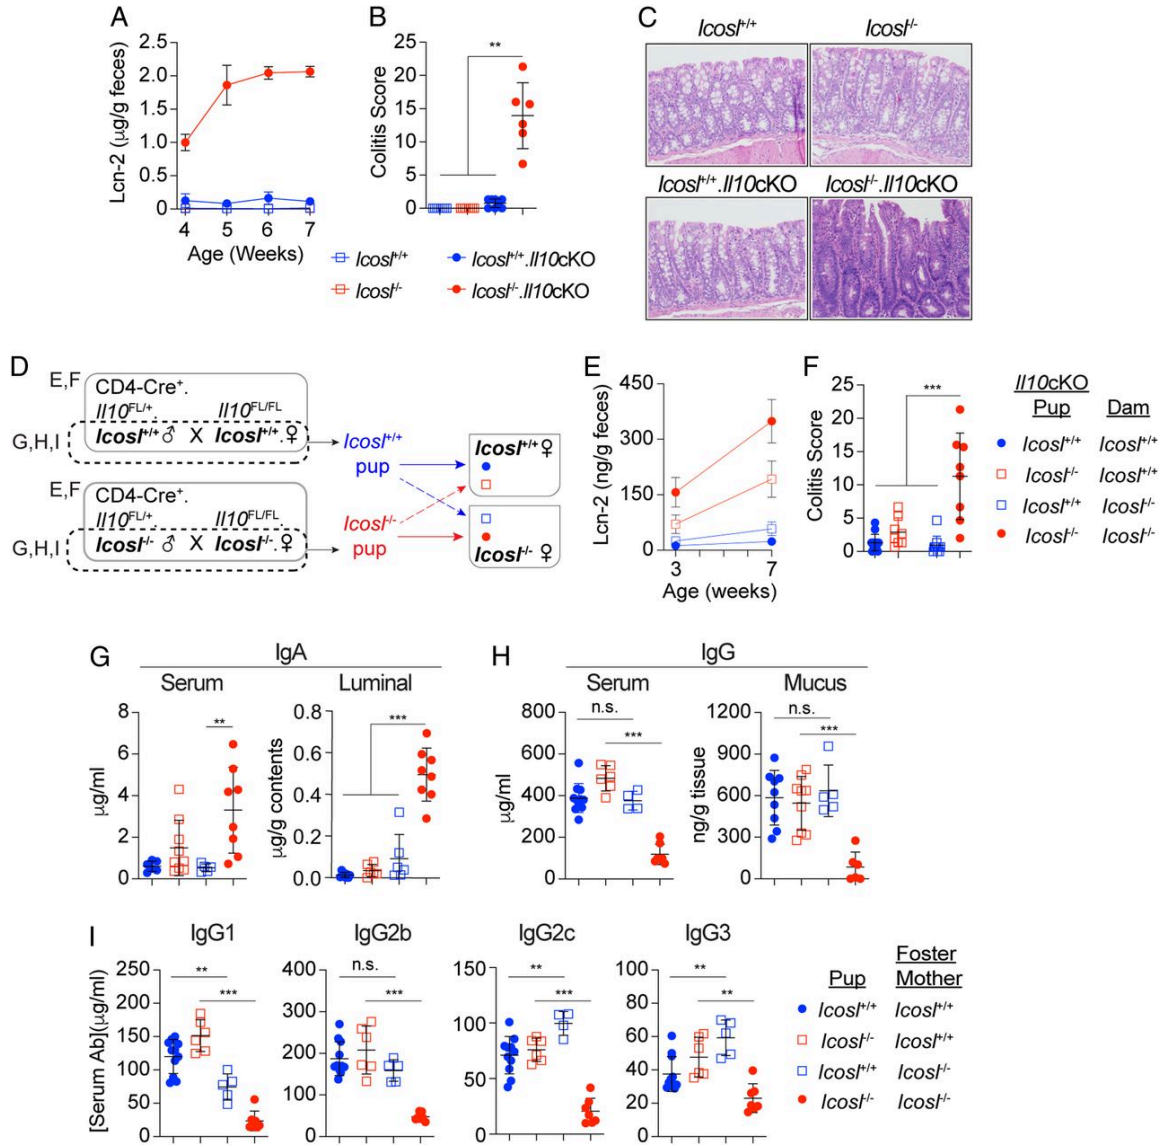 A
Lcn-2 (μg/g feces)
2.5
2.0
1.5
1.0
0.5
0
4 5 6 7
Age (Weeks)
B
Colitis Score
25
20
15
10
5
0
**
Icosl+/+
Icosl-/-
Icosl+/+.Il10cKO
Icosl-/-.Il10cKO
C
Icosl+/+ Icosl-/-
Icosl+/+.Il10cKO Icosl-/-.Il10cKO
D
E,F
CD4-Cre+.
Il10FL/+. Il10FL/FL
G,H,I
Icosl+/+ ♂ X Icosl+/+.♀
E,F
CD4-Cre+.
Il10FL/+. Il10FL/FL.
G,H,I
Icosl-/- ♂ X Icosl-/-.♀
Icosl+/+
pup
Icosl-/-
pup
Icosl+/+ ♀
Icosl-/- ♀
E
Lcn-2 (ng/g feces)
450
300
150
0
3 7
Age (weeks)
F
Colitis Score
25
20
15
10
5
0
***
Il10cKO
Pup Dam
Icosl+/+ Icosl+/+
Icosl-/- Icosl+/+
Icosl+/+ Icosl-/-
Icosl-/- Icosl-/-
G
IgA
Serum
μg/ml
8
6
4
2
0
**
Luminal
μg/g contents
0.8
0.6
0.4
0.2
0.0
***
H
IgG
Serum
μg/ml
800
600
400
200
0
n.s.
***
Mucus
ng/g tissue
1200
900
600
300
0
n.s.
***
I
[Serum Ab](μg/ml)
IgG1
250
200
150
100
50
0
**
***
IgG2b
400
300
200
100
0
n.s.
***
IgG2c
150
100
50
0
**
***
IgG3
100
80
60
40
20
0
**
**
Foster
Pup Mother
Icosl+/+ Icosl+/+
Icosl-/- Icosl+/+
Icosl+/+ Icosl-/-
Icosl-/- Icosl-/-